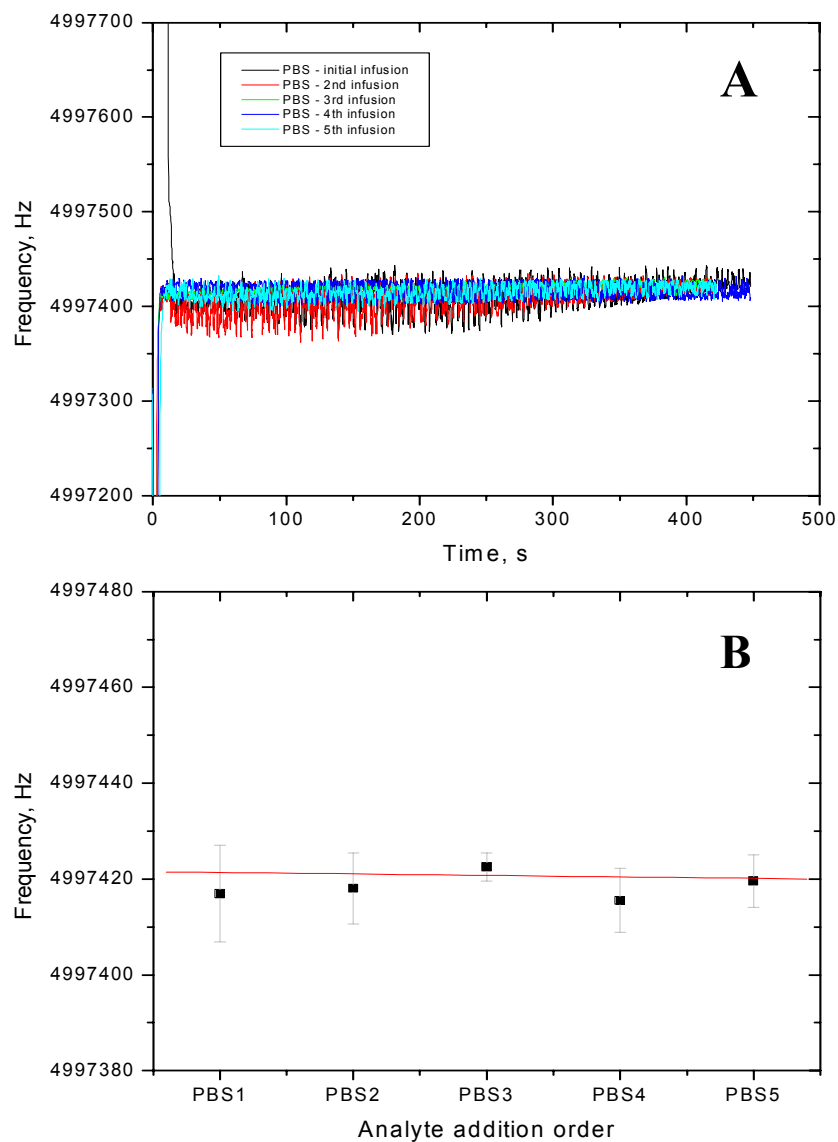 4997700
A
PBS - initial infusion
PBS - 2nd infusion
PBS - 3rd infusion
PBS - 4th infusion
PBS - 5th infusion
4997600
4997500
4997400
4997300
4997200
Frequency, Hz
0 100 200 300 400 500
Time, s
4997480
B
4997460
4997440
4997420
4997400
4997380
Frequency, Hz
PBS1 PBS2 PBS3 PBS4 PBS5
Analyte addition order